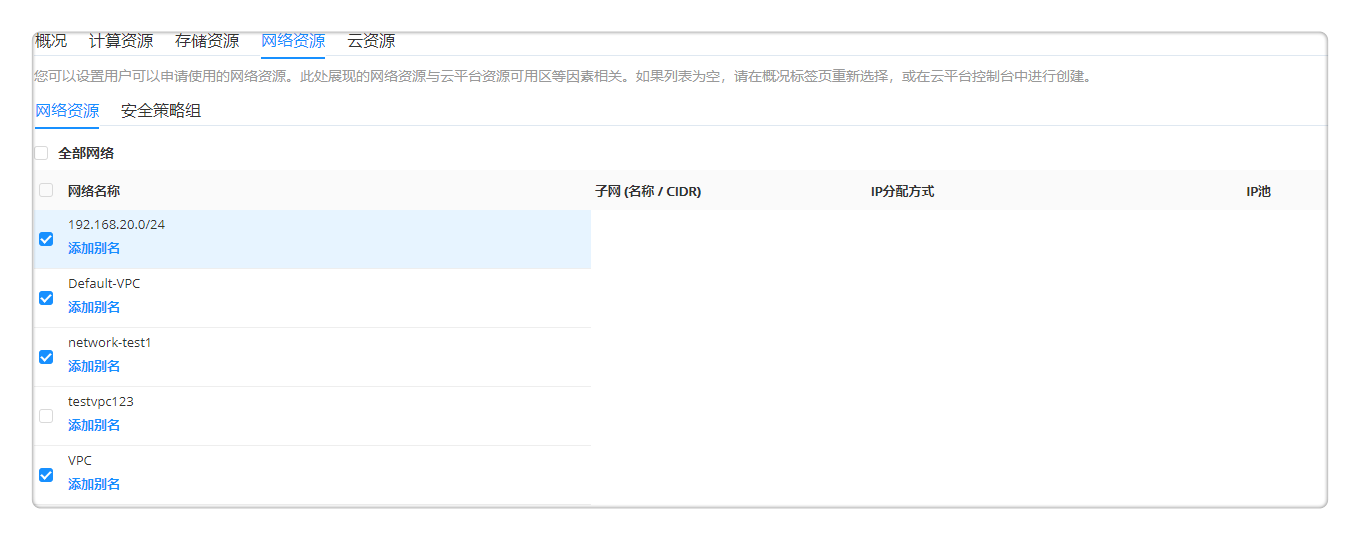 概况 计算资源 存储资源 网络资源 云资源
您可以设置用户可以申请使用的网络资源。此处展现的网络资源与云平台资源可用区等因素相关。如果列表为空，请在概况标签页重新选择，或在云平台控制台中进行创建。
网络资源 安全策略组
全部网络
网络名称 子网 (名称 / CIDR) IP分配方式 IP池
192.168.20.0/24
添加别名
Default-VPC
添加别名
network-test1
添加别名
testvpc123
添加别名
VPC
添加别名